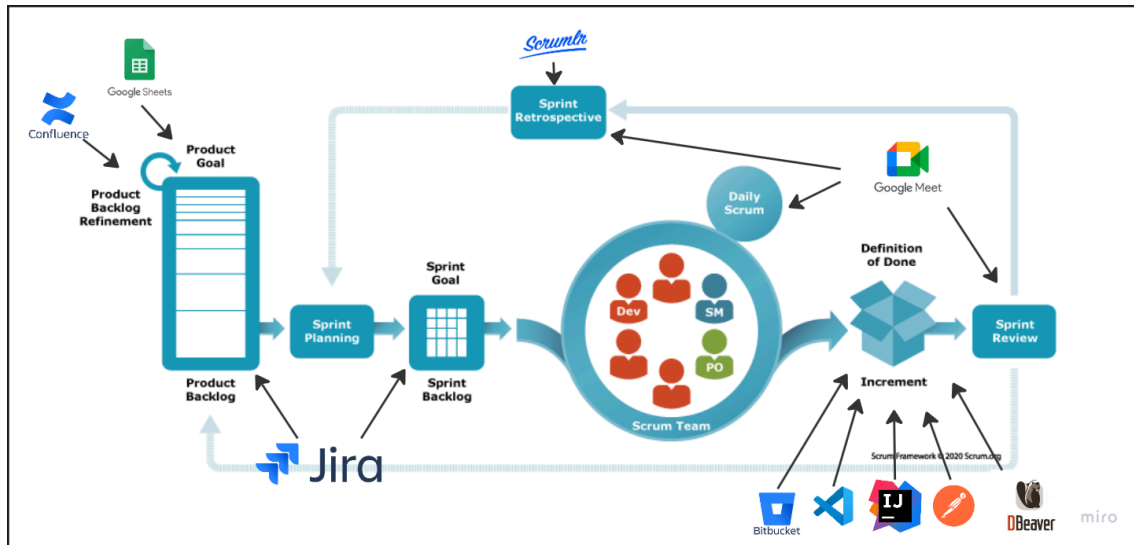 Scrumlr
Google Sheets
Confluence
Sprint
Retrospective
Product
Goal
Google Meet
Product
Backlog
Refinement
Daily
Scrum
Definition
of Done
Sprint
Goal
Dev
SM
Sprint
Planning
Sprint
Review
PO
Product
Backlog
Sprint
Backlog
Increment
Scrum Team
Jira
Scrum Framework © 2020 Scrum.org
IJ
Bitbucket
DBeaver
miro